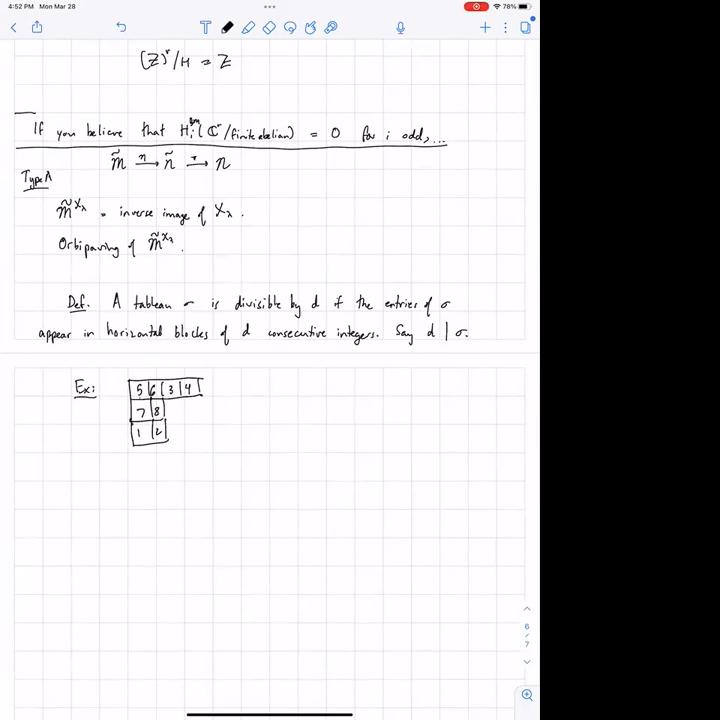 4:52 PM Mon Mar 28
78%
(Z)^r / H = Z
If you believe that H_i^{BM}(ℂ^r / finite abelian) = 0 for i odd, ...
M̃ →^η Ñ →^π N
Type A
M̃^{X_λ} = inverse image of X_λ.
Orbipaving of M̃^{X_λ}.
Def. A tableau σ is divisible by d if the entries of σ
appear in horizontal blocks of d consecutive integers. Say d | σ.
Ex:
5 6 3 4
7 8
1 2
6
7